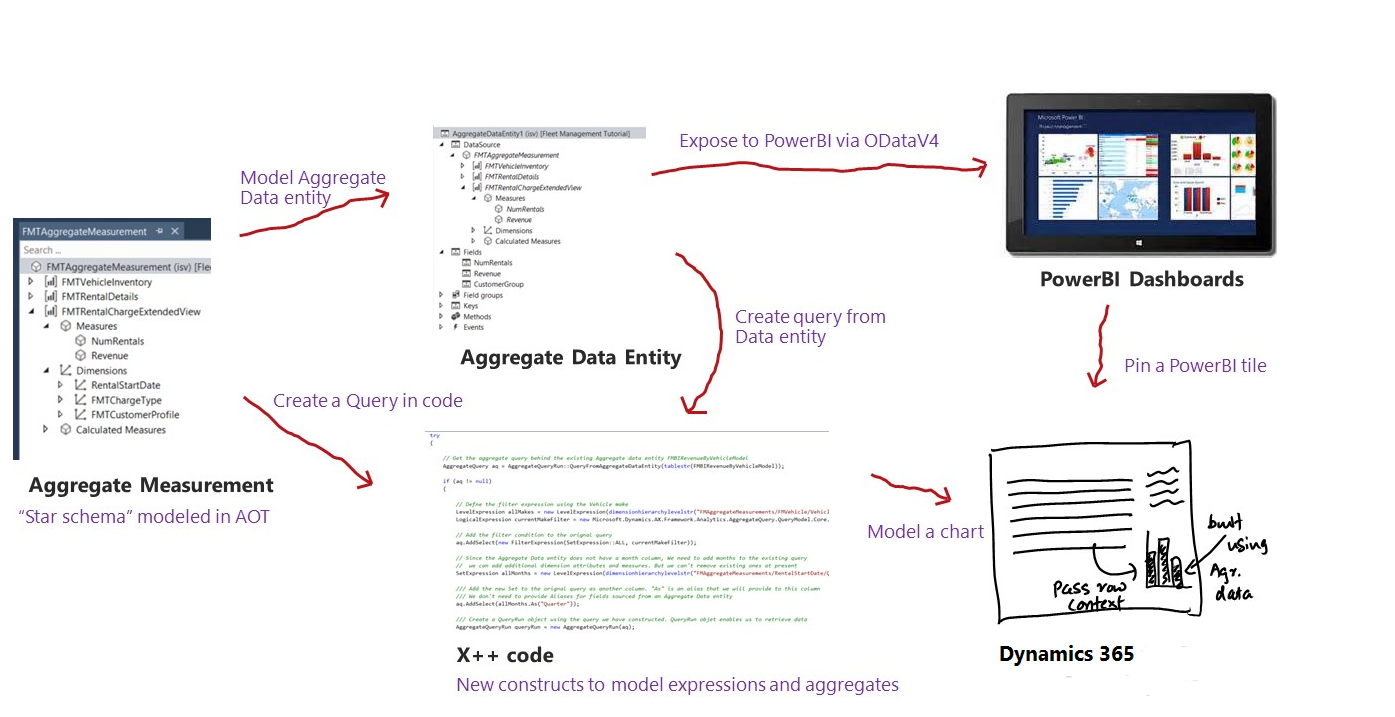 FMTAggregateMeasurement
Search ...
FMTAggregateMeasurement (isv) [Flee
FMTVehicleInventory
FMTRentalDetails
FMTRentalChargeExtendedView
Measures
NumRentals
Revenue
Dimensions
RentalStartDate
FMTChargeType
FMTCustomerProfile
Calculated Measures
Aggregate Measurement
“Star schema” modeled in AOT
Model Aggregate
Data entity
Create a Query in code
AggregateDataEntity1 (isv) [Fleet Management Tutorial]
DataSource
FMTAggregateMeasurement
FMTVehicleInventory
FMTRentalDetails
FMTRentalChargeExtendedView
Measures
NumRentals
Revenue
Dimensions
Calculated Measures
Fields
NumRentals
Revenue
CustomerGroup
Field groups
Keys
Methods
Events
Aggregate Data Entity
Expose to PowerBI via ODataV4
Create query from
Data entity
Microsoft Power BI
Project management
PowerBI Dashboards
Pin a PowerBI tile
try
{
// Get the aggregate query behind the existing Aggregate data entity FMBIRevenueByVehicleModel
AggregateQuery aq = AggregateQueryRun::QueryFromAggregateDataEntity(tablestr(FMBIRevenueByVehicleModel));
if (aq != null)
{
// Defne the filter expression using the Vehicle make
LevelExpression allMakes = new LevelExpression(dimensionhierarchylevelstr("FMAggregateMeasurements/FMVehicle/Vehicl
LogicalExpression currentMakeFilter = new Microsoft.Dynamics.AX.Framework.Analytics.AggregateQuery.QueryModel.Core.
// Add the filter condition to the orignal query
aq.AddSelect(new FilterExpression(SetExpression::ALL, currentMakeFilter));
// Since the Aggregate Data entity does not have a month column, We need to add months to the existing query
// we can add additional dimension attributes and measures. But we can't remove existing ones at present
SetExpression allMonths = new LevelExpression(dimensionhierarchylevelstr("FMAggregateMeasurements/RentalStartDate/Q
/// Add the new Set to the orignal query as another column. "As" is an alias that we will provide to this column
/// We don't need to provide Aliases for fields sourced from an Aggregate Data entity
aq.AddSelect(allMonths.As("Quarter"));
/// Create a QueryRun object using the query we have constructed. QueryRun objet enables us to retrieve data
AggregateQueryRun queryRun = new AggregateQueryRun(aq);
X++ code
New constructs to model expressions and aggregates
Model a chart
Pass row
context
built
using
Agr.
data
Dynamics 365